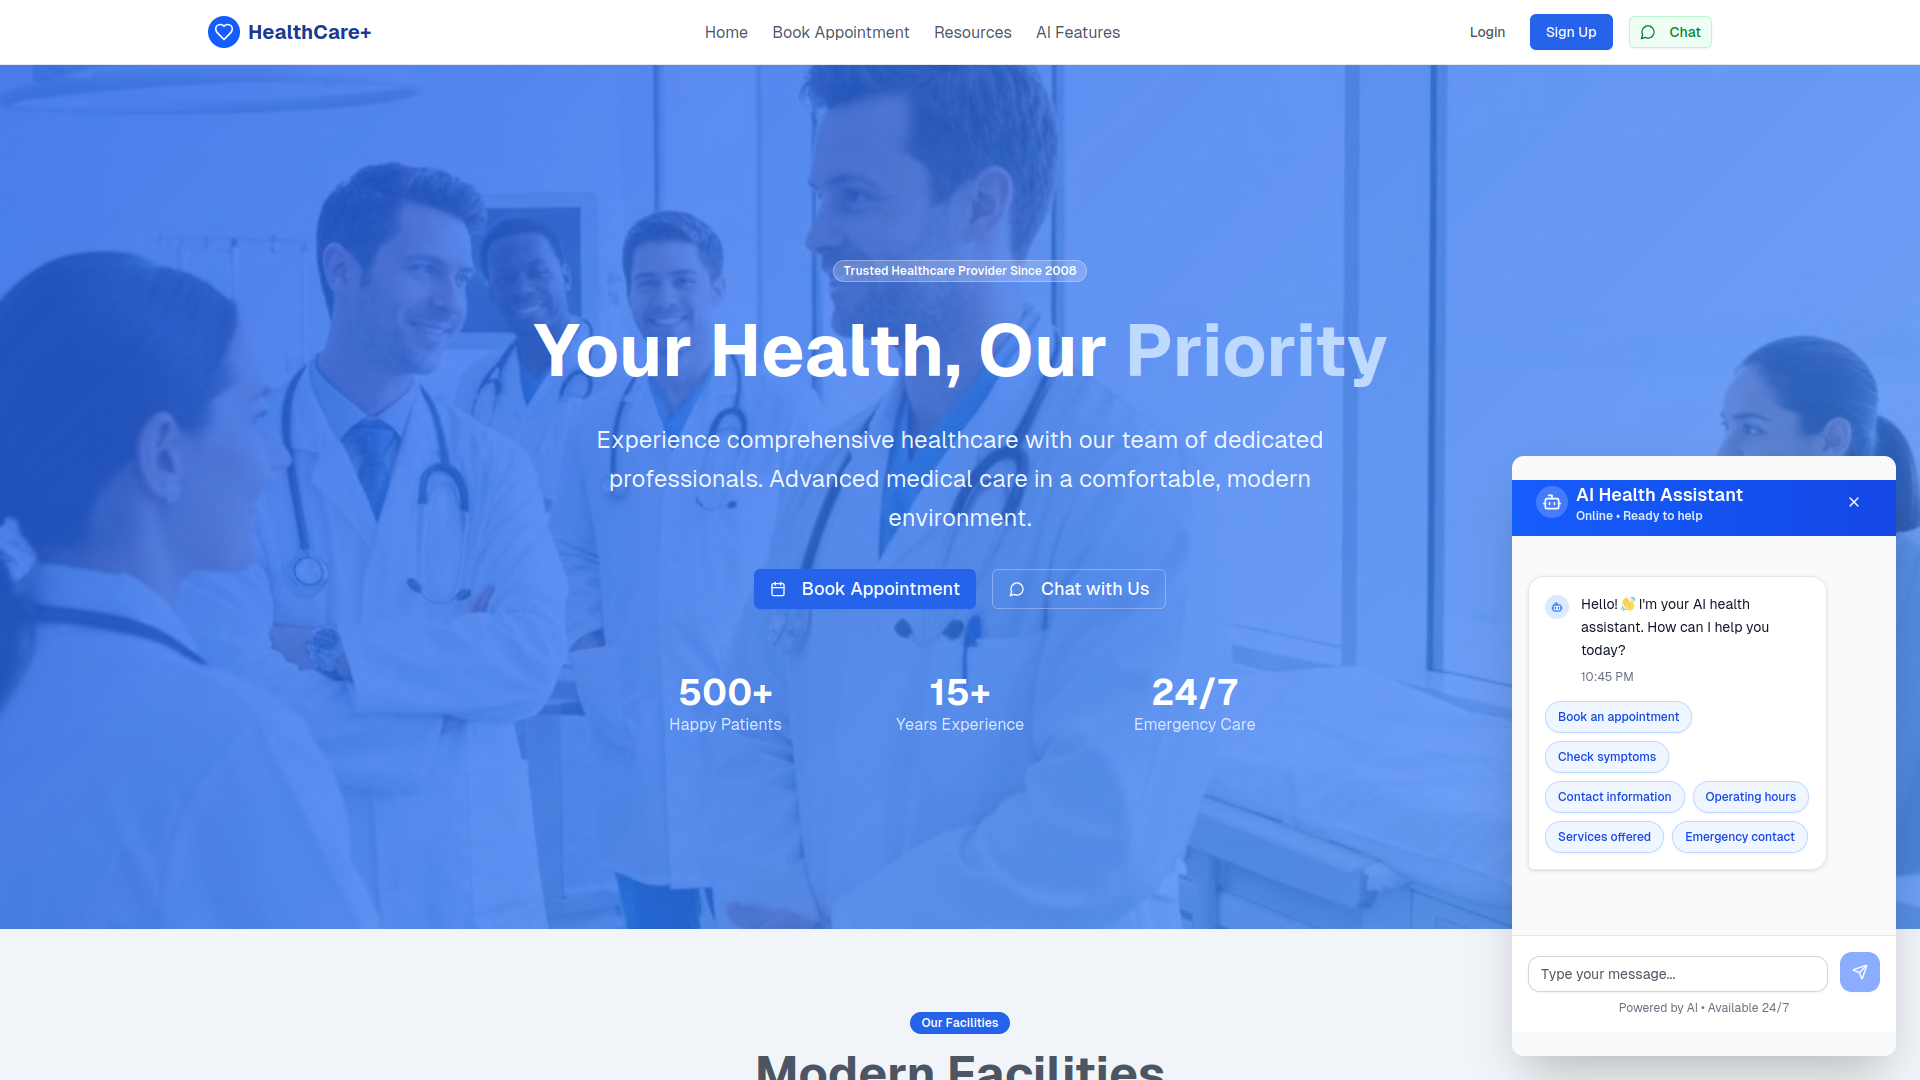 HealthCare+
Home
Book Appointment
Resources
AI Features
Login
Sign Up
Chat
Trusted Healthcare Provider Since 2008
Your Health, Our Priority
Experience comprehensive healthcare with our team of dedicated
professionals. Advanced medical care in a comfortable, modern
environment.
Book Appointment
Chat with Us
500+
Happy Patients
15+
Years Experience
24/7
Emergency Care
Our Facilities
Modern Facilities
AI Health Assistant
Online • Ready to help
Hello! 👋 I'm your AI health
assistant. How can I help you
today?
10:45 PM
Book an appointment
Check symptoms
Contact information
Operating hours
Services offered
Emergency contact
Type your message...
Powered by AI • Available 24/7